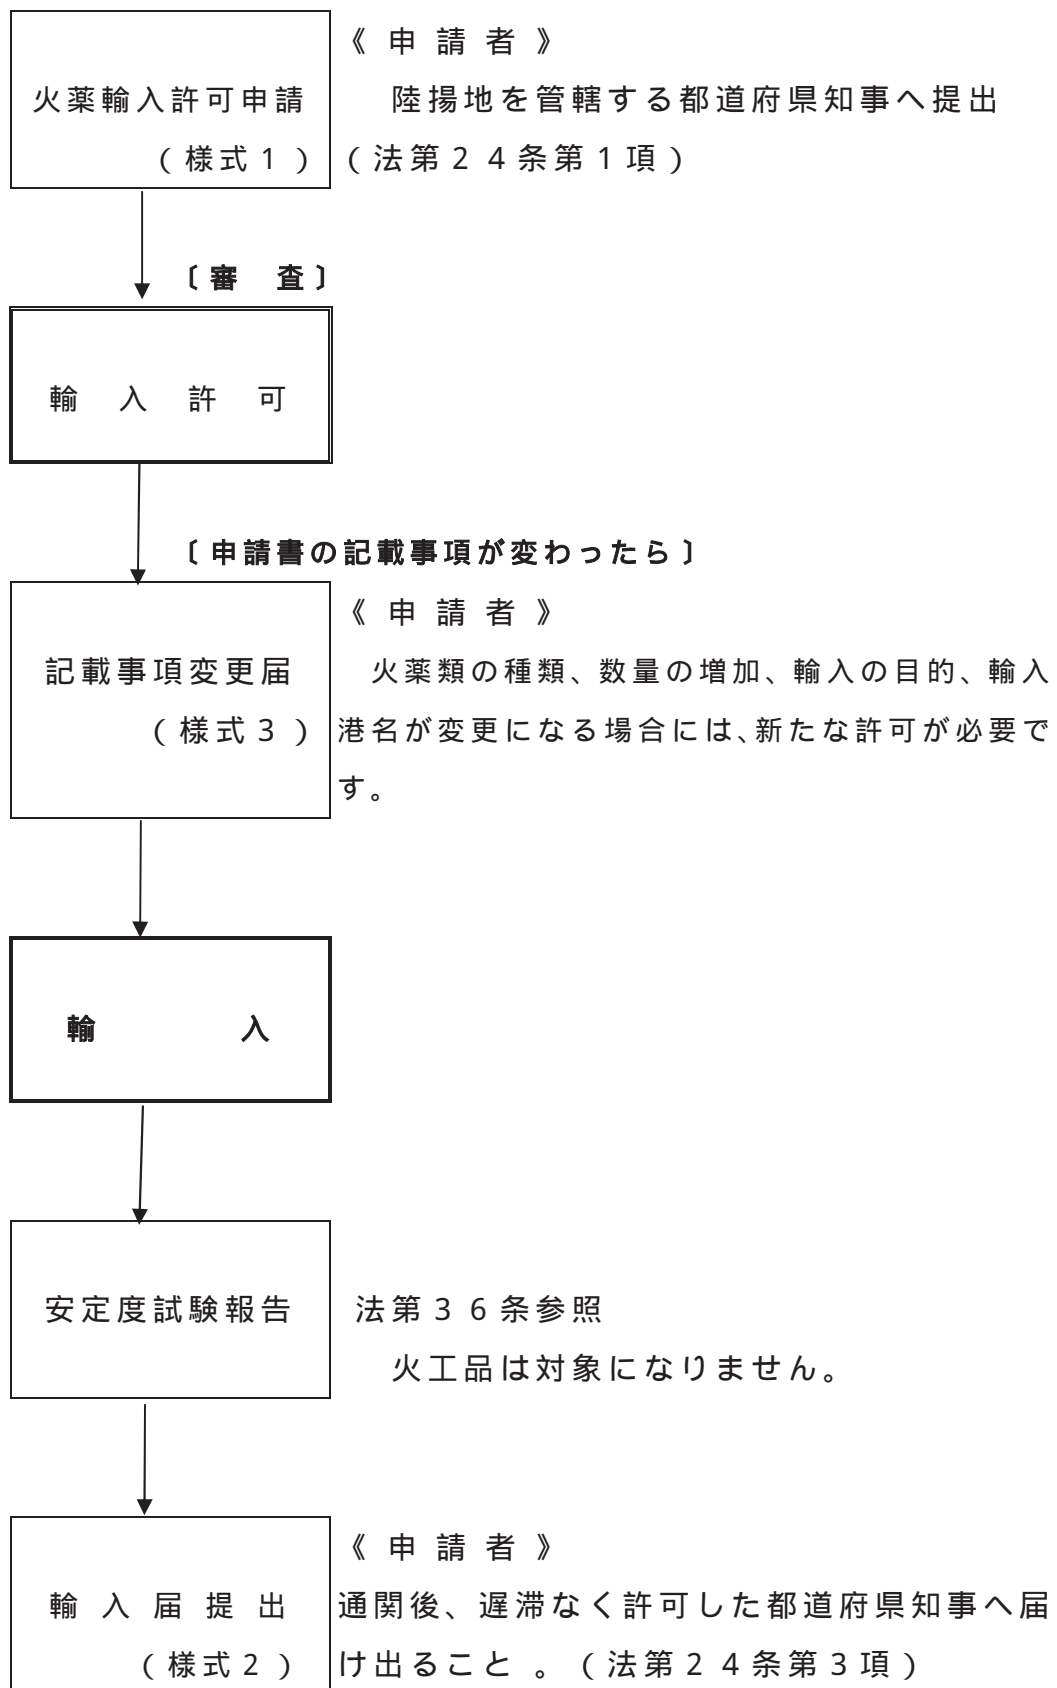 《申請者》
火薬輸入許可申請
陸揚地を管轄する都道府県知事へ提出
(様式1)
(法第24条第1項)
〔審　査〕
輸　入　許　可
〔申請書の記載事項が変わったら〕
《申請者》
記載事項変更届
火薬類の種類、数量の増加、輸入の目的、輸入
(様式3)
港名が変更になる場合には、新たな許可が必要で
す。
輸　　　入
安定度試験報告
法第36条参照
火工品は対象になりません。
《申請者》
輸入届提出
通関後、遅滞なく許可した都道府県知事へ届
(様式2)
け出ること。(法第24条第3項)